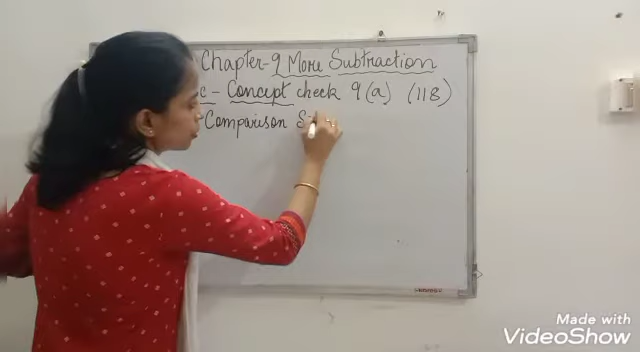 Chapter-9 More Subtraction
c - Concept check 9(a) (118)
Comparison S
Made with
VideoShow